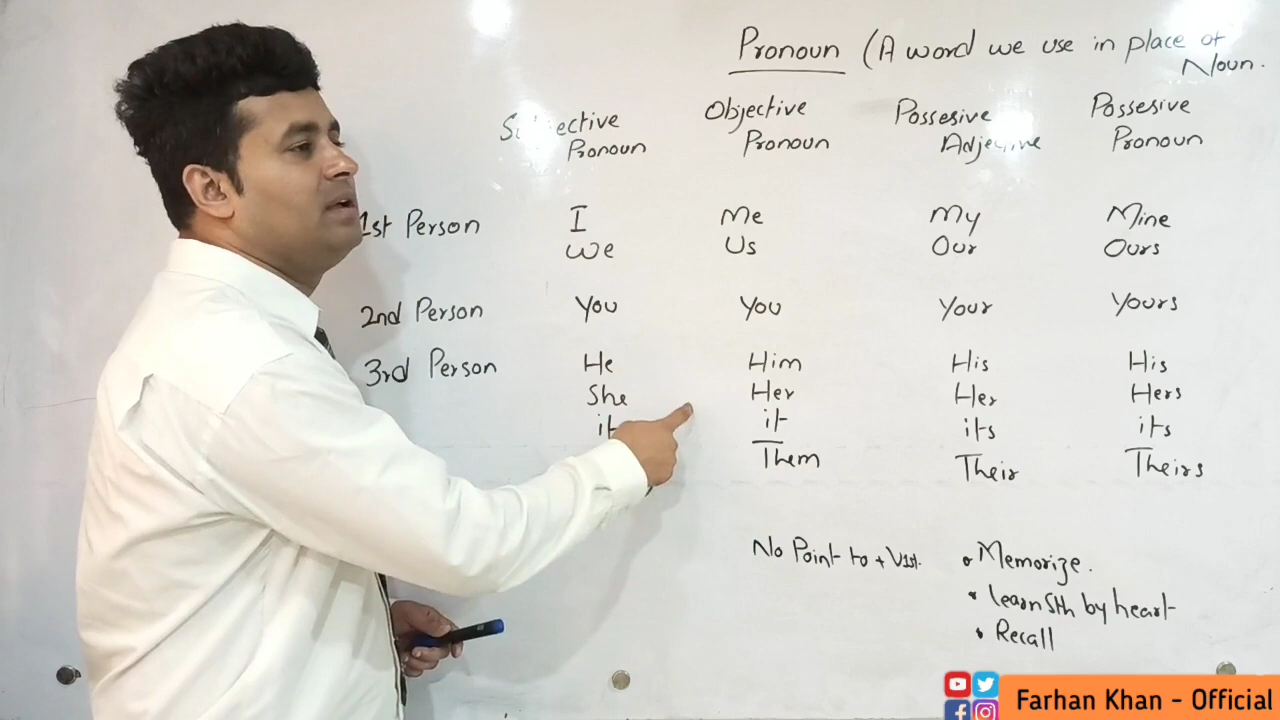 Pronoun (A word we use in place of
Noun.
Subjective Objective Possesive Possesive
Pronoun Pronoun Adjective Pronoun
1st Person I Me My Mine
We Us Our Ours
2nd Person You You Your Yours
3rd Person He Him His His
She Her Her Hers
it it its its
Them Their Theirs
No Point to + V1st. • Memorize.
• learn Sth by heart
• Recall
Farhan Khan - Official